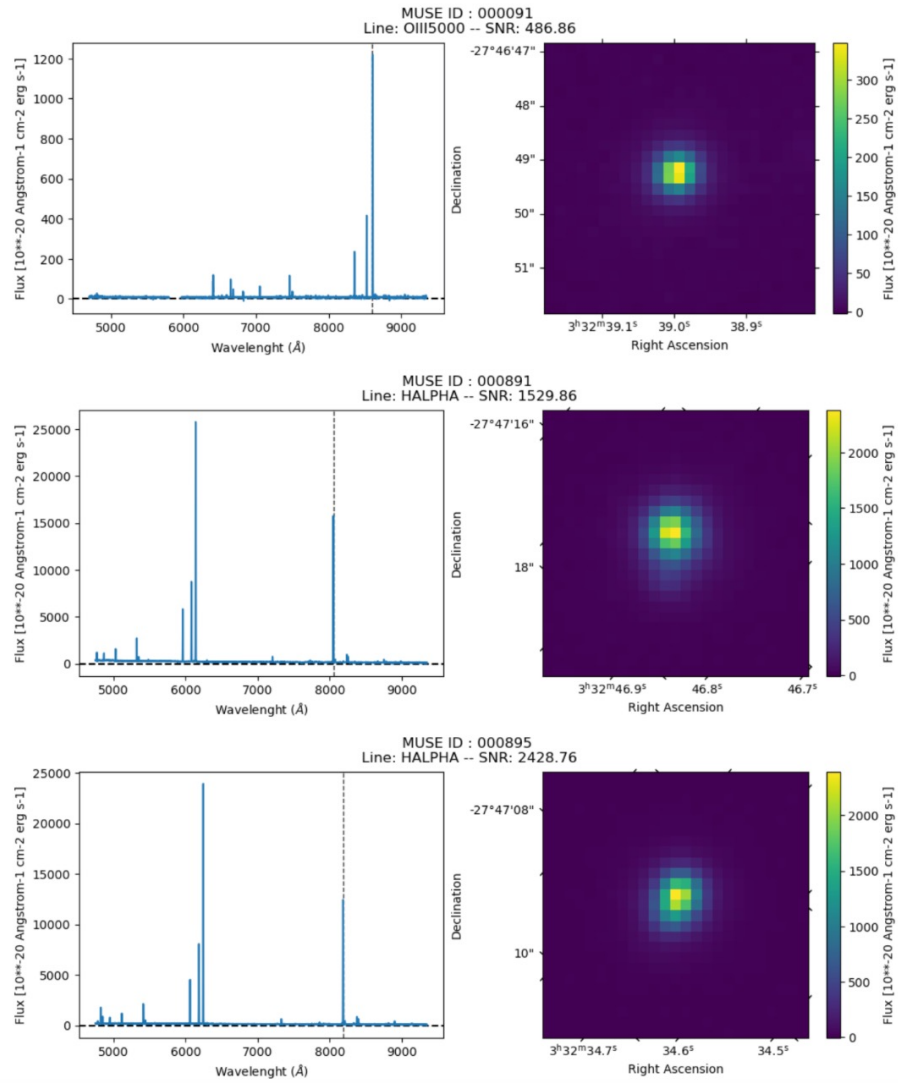 MUSE ID : 000091
Line: OIII5000 -- SNR: 486.86
Flux [10**-20 Angstrom-1 cm-2 erg s-1]
1200
1000
800
600
400
200
0
5000 6000 7000 8000 9000
Wavelenght (Å)
Declination
-27°46'47"
48"
49"
50"
51"
3ʰ32ᵐ39.1ˢ 39.0ˢ 38.9ˢ
Right Ascension
300
250
200
150
100
50
0
Flux [10**-20 Angstrom-1 cm-2 erg s-1]
MUSE ID : 000891
Line: HALPHA -- SNR: 1529.86
Flux [10**-20 Angstrom-1 cm-2 erg s-1]
25000
20000
15000
10000
5000
0
5000 6000 7000 8000 9000
Wavelenght (Å)
Declination
-27°47'16"
18"
3ʰ32ᵐ46.9ˢ 46.8ˢ 46.7ˢ
Right Ascension
2000
1500
1000
500
0
Flux [10**-20 Angstrom-1 cm-2 erg s-1]
MUSE ID : 000895
Line: HALPHA -- SNR: 2428.76
Flux [10**-20 Angstrom-1 cm-2 erg s-1]
25000
20000
15000
10000
5000
0
5000 6000 7000 8000 9000
Wavelenght (Å)
Declination
-27°47'08"
10"
3ʰ32ᵐ34.7ˢ 34.6ˢ 34.5ˢ
Right Ascension
2000
1500
1000
500
0
Flux [10**-20 Angstrom-1 cm-2 erg s-1]